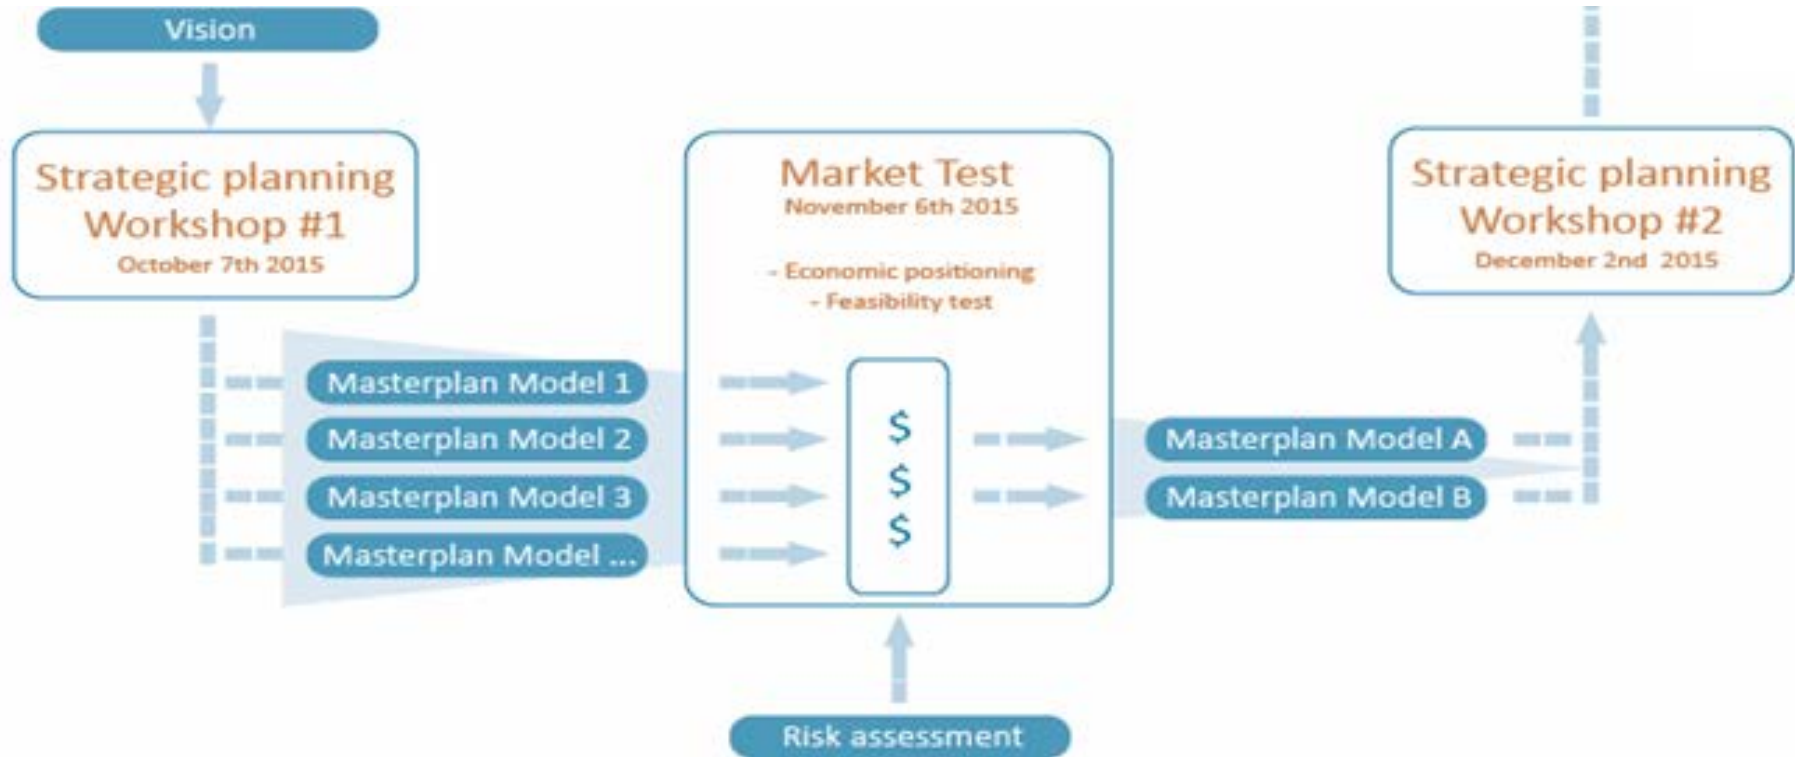 Vision
Strategic planning
Workshop #1
October 7th 2015
Masterplan Model 1
Masterplan Model 2
Masterplan Model 3
Masterplan Model ...
Market Test
November 6th 2015
- Economic positioning
- Feasibility test
$
$
$
Risk assessment
Masterplan Model A
Masterplan Model B
Strategic planning
Workshop #2
December 2nd 2015